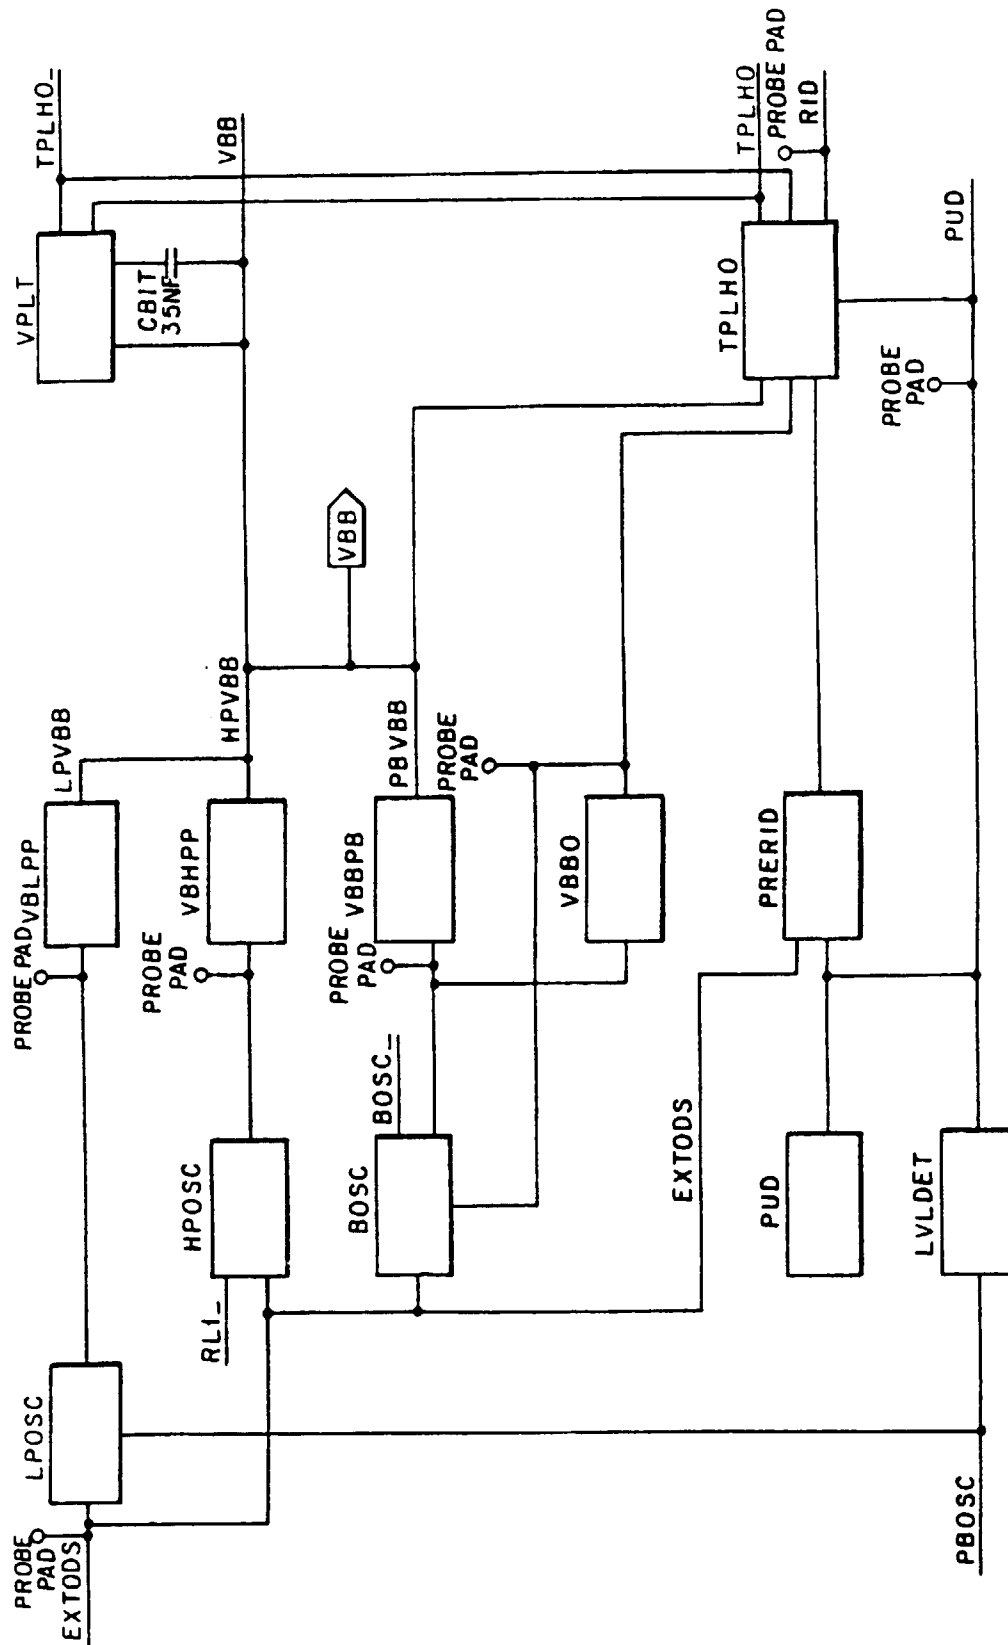 PROBE
PAD
EXTODS
LPOSC
PROBE PAD
VBLPP
LPVBB
VPLT
TPLHO_
RL1_
HPOSC
PROBE
PAD
VBHPP
HPVBB
CBIT
35NF
VBB
BOSC
BOSC_
PROBE
PAD
VBBPB
PBVBB
VBB
PROBE
PAD
VBBO
EXTODS
PUD
PRERID
TPLHO
TPLHO
PROBE PAD
RID
PBOSC
LVLDET
PROBE
PAD
PUD